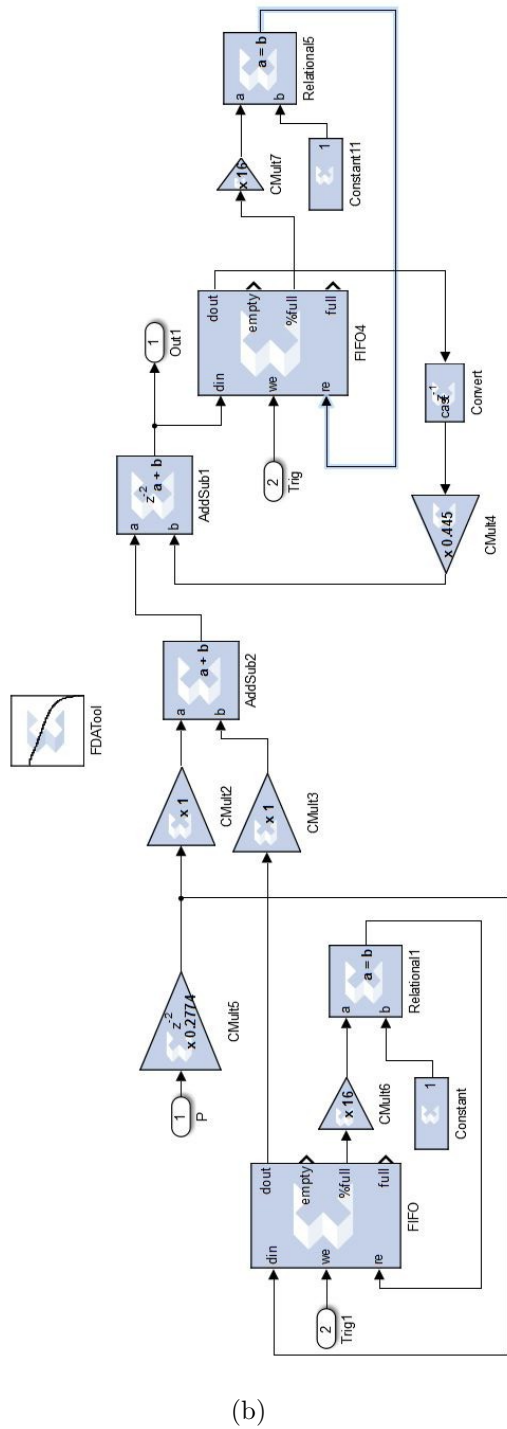 1
P
z-2
x 0.2774
CMult5
x 1
CMult2
x 1
CMult3
FDATool
a
b
a + b
AddSub2
a
b
z-2
a + b
AddSub1
1
Out1
2
Trig
din
we
re
dout
empty
%full
full
FIFO4
x 16
CMult7
a
b
a = b
Relational5
1
Constant11
z-1
cast
Convert
x 0.445
CMult4
2
Trig1
din
we
re
dout
empty
%full
full
FIFO
x 16
CMult6
a
b
a = b
Relational1
1
Constant
(b)